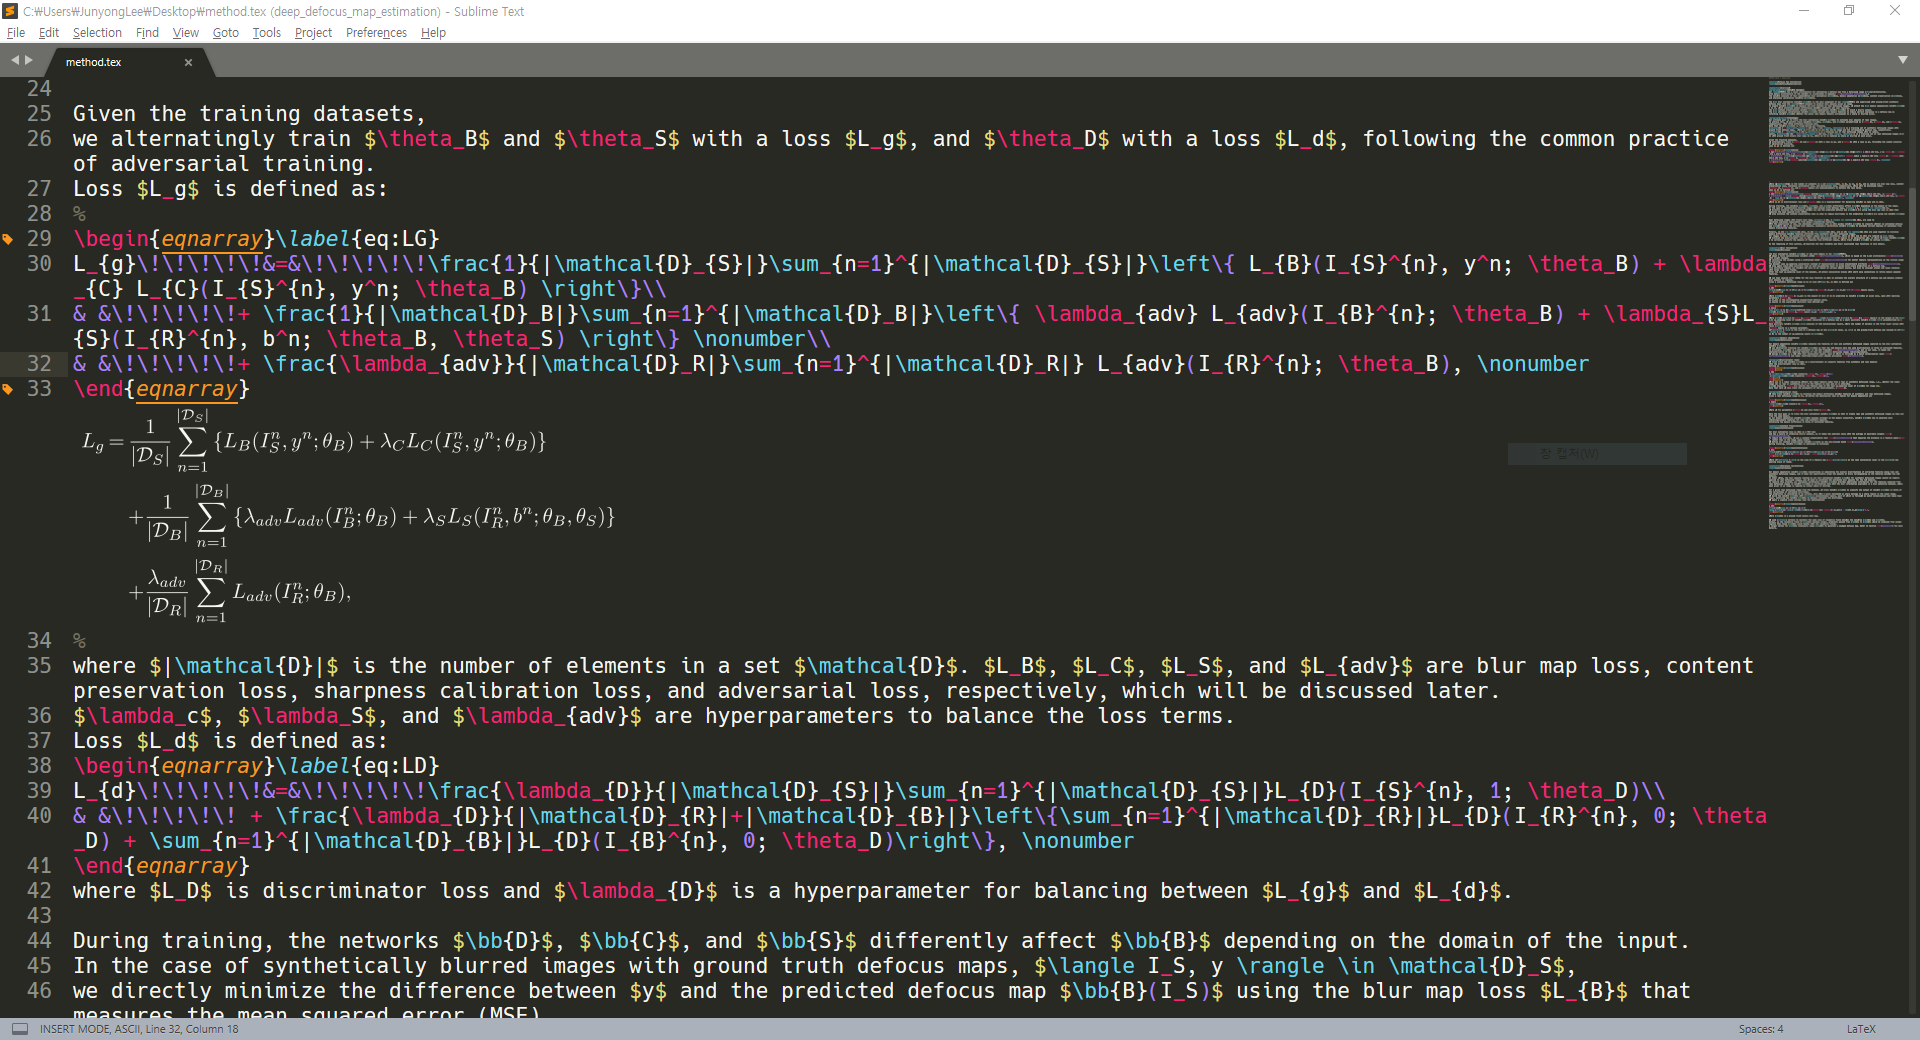 C:₩Users₩JunyongLee₩Desktop₩method.tex (deep_defocus_map_estimation) - Sublime Text
File Edit Selection Find View Goto Tools Project Preferences Help
method.tex
24
25 Given the training datasets,
26 we alternatingly train $\theta_B$ and $\theta_S$ with a loss $L_g$, and $\theta_D$ with a loss $L_d$, following the common practice
of adversarial training.
27 Loss $L_g$ is defined as:
28 %
29 \begin{eqnarray}\label{eq:LG}
30 L_{g}\!\!\!\!\!\!&=&\!\!\!\!\!\!\frac{1}{|\mathcal{D}_{S}|}\sum_{n=1}^{|\mathcal{D}_{S}|}\left\{ L_{B}(I_{S}^{n}, y^n; \theta_B) + \lambda
_{C} L_{C}(I_{S}^{n}, y^n; \theta_B) \right\}\\
31 & &\!\!\!\!\!\!+ \frac{1}{|\mathcal{D}_B|}\sum_{n=1}^{|\mathcal{D}_B|}\left\{ \lambda_{adv} L_{adv}(I_{B}^{n}; \theta_B) + \lambda_{S}L_
{S}(I_{R}^{n}, b^n; \theta_B, \theta_S) \right\} \nonumber\\
32 & &\!\!\!\!\!\!+ \frac{\lambda_{adv}}{|\mathcal{D}_R|}\sum_{n=1}^{|\mathcal{D}_R|} L_{adv}(I_{R}^{n}; \theta_B), \nonumber
33 \end{eqnarray}
L_g = \frac{1}{|\mathcal{D}_S|} \sum_{n=1}^{|\mathcal{D}_S|} \{L_B(I_S^n, y^n; θ_B) + λ_C L_C(I_S^n, y^n; θ_B)\}
창 캡처(W)
+ \frac{1}{|\mathcal{D}_B|} \sum_{n=1}^{|\mathcal{D}_B|} \{λ_{adv} L_{adv}(I_B^n; θ_B) + λ_S L_S(I_R^n, b^n; θ_B, θ_S)\}
+ \frac{λ_{adv}}{|\mathcal{D}_R|} \sum_{n=1}^{|\mathcal{D}_R|} L_{adv}(I_R^n; θ_B),
34 %
35 where $|\mathcal{D}|$ is the number of elements in a set $\mathcal{D}$. $L_B$, $L_C$, $L_S$, and $L_{adv}$ are blur map loss, content
preservation loss, sharpness calibration loss, and adversarial loss, respectively, which will be discussed later.
36 $\lambda_c$, $\lambda_S$, and $\lambda_{adv}$ are hyperparameters to balance the loss terms.
37 Loss $L_d$ is defined as:
38 \begin{eqnarray}\label{eq:LD}
39 L_{d}\!\!\!\!\!\!&=&\!\!\!\!\!\!\frac{\lambda_{D}}{|\mathcal{D}_{S}|}\sum_{n=1}^{|\mathcal{D}_{S}|}L_{D}(I_{S}^{n}, 1; \theta_D)\\
40 & &\!\!\!\!\!\! + \frac{\lambda_{D}}{|\mathcal{D}_{R}|+|\mathcal{D}_{B}|}\left\{\sum_{n=1}^{|\mathcal{D}_{R}|}L_{D}(I_{R}^{n}, 0; \theta
_D) + \sum_{n=1}^{|\mathcal{D}_{B}|}L_{D}(I_{B}^{n}, 0; \theta_D)\right\}, \nonumber
41 \end{eqnarray}
42 where $L_D$ is discriminator loss and $\lambda_{D}$ is a hyperparameter for balancing between $L_{g}$ and $L_{d}$.
43
44 During training, the networks $\bb{D}$, $\bb{C}$, and $\bb{S}$ differently affect $\bb{B}$ depending on the domain of the input.
45 In the case of synthetically blurred images with ground truth defocus maps, $\langle I_S, y \rangle \in \mathcal{D}_S$,
46 we directly minimize the difference between $y$ and the predicted defocus map $\bb{B}(I_S)$ using the blur map loss $L_{B}$ that
measures the mean squared error (MSE)
INSERT MODE, ASCII, Line 32, Column 18
Spaces: 4
LaTeX